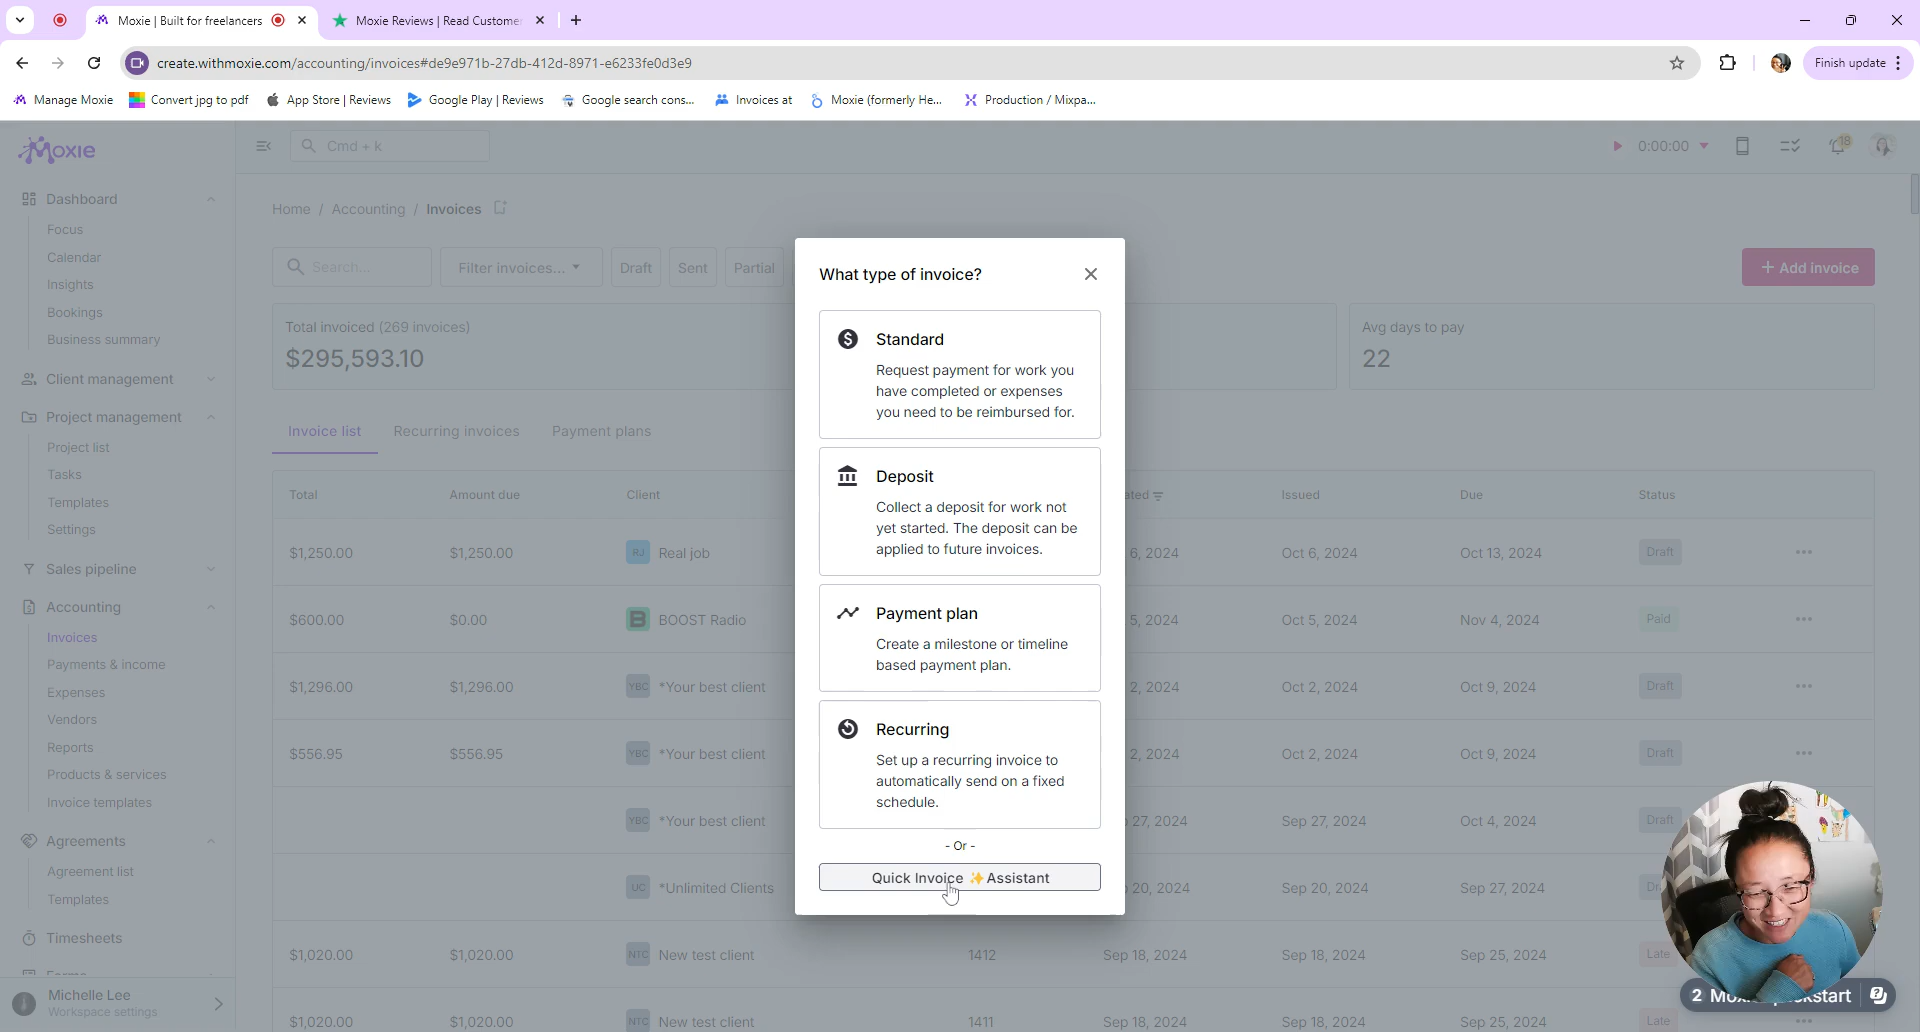 Moxie | Built for freelancers
Moxie Reviews | Read Custome
create.withmoxie.com/accounting/invoices#de9e971b-27db-412d-8971-e6233fe0d3e9
Finish update
Manage Moxie
Convert jpg to pdf
App Store | Reviews
Google Play | Reviews
Google search cons...
Invoices at
Moxie (formerly He...
Production / Mixpa...
Moxie
Cmd + k
0:00:00
18
Dashboard
Focus
Calendar
Insights
Bookings
Business summary
Client management
Project management
Project list
Tasks
Templates
Settings
Sales pipeline
Accounting
Invoices
Payments & income
Expenses
Vendors
Reports
Products & services
Invoice templates
Agreements
Agreement list
Templates
Timesheets
Forms
Michelle Lee
Workspace settings
Home / Accounting / Invoices
Search...
Filter invoices...
Draft
Sent
Partial
+ Add invoice
Total invoiced (269 invoices)
$295,593.10
Avg days to pay
22
Invoice list
Recurring invoices
Payment plans
Total Amount due Client ated Issued Due Status
$1,250.00 $1,250.00 RJ Real job 6, 2024 Oct 6, 2024 Oct 13, 2024 Draft
$600.00 $0.00 B BOOST Radio 5, 2024 Oct 5, 2024 Nov 4, 2024 Paid
$1,296.00 $1,296.00 YBC *Your best client 2, 2024 Oct 2, 2024 Oct 9, 2024 Draft
$556.95 $556.95 YBC *Your best client 2, 2024 Oct 2, 2024 Oct 9, 2024 Draft
YBC *Your best client 27, 2024 Sep 27, 2024 Oct 4, 2024 Draft
UC *Unlimited Clients 20, 2024 Sep 20, 2024 Sep 27, 2024 Dr
$1,020.00 $1,020.00 NTC New test client 1412 Sep 18, 2024 Sep 18, 2024 Sep 25, 2024 Late
$1,020.00 $1,020.00 NTC New test client 1411 Sep 18, 2024 Sep 18, 2024 Sep 25, 2024 Late
What type of invoice?
Standard
Request payment for work you
have completed or expenses
you need to be reimbursed for.
Deposit
Collect a deposit for work not
yet started. The deposit can be
applied to future invoices.
Payment plan
Create a milestone or timeline
based payment plan.
Recurring
Set up a recurring invoice to
automatically send on a fixed
schedule.
- Or -
Quick Invoice ✨Assistant
2